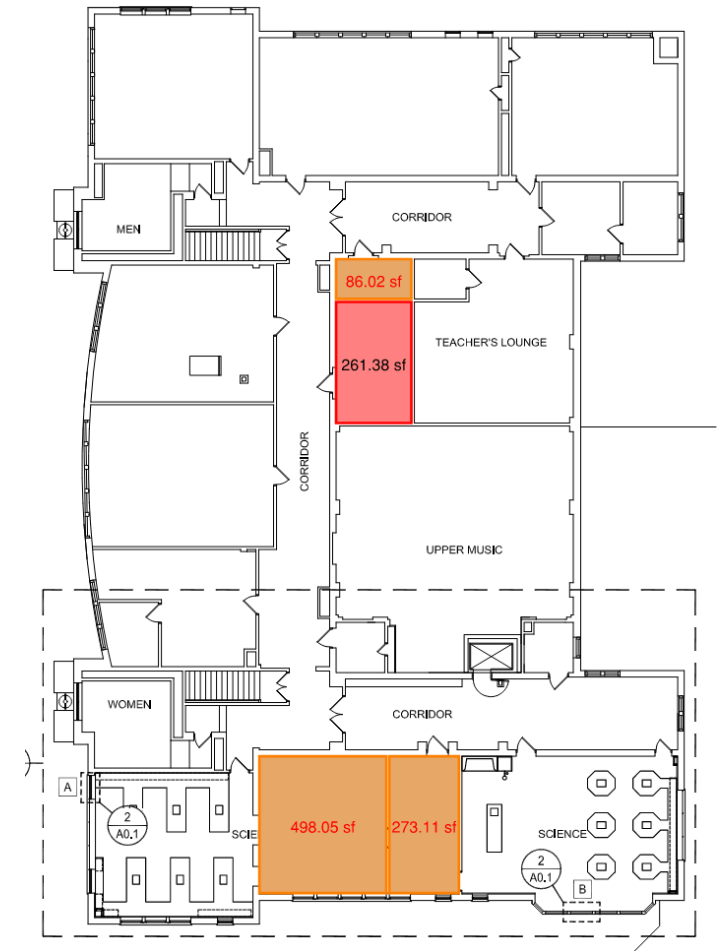 CORRIDOR
MEN
86.02 sf
TEACHER'S LOUNGE
261.38 sf
CORRIDOR
UPPER MUSIC
WOMEN
CORRIDOR
A
2
A0.1
SCIE
498.05 sf
273.11 sf
SCIENCE
2
A0.1
B